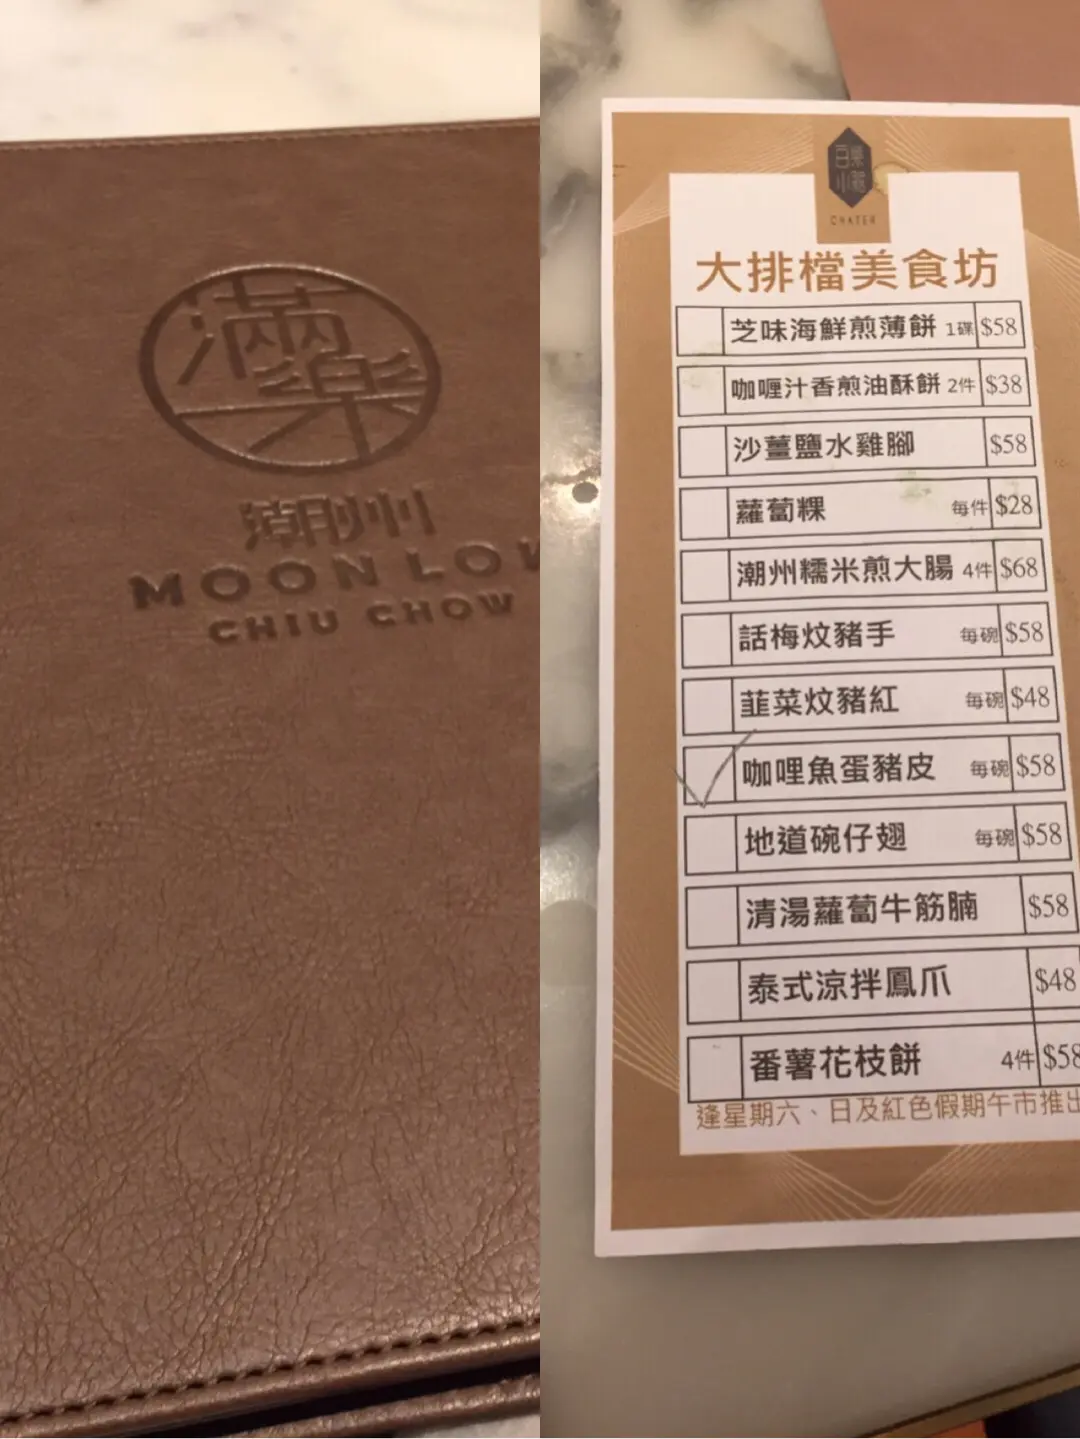 滿樂
潮州
MOON LO
CHIU CHOW
百樂
小館
CHATER
大排檔美食坊
芝味海鮮煎薄餅 1碟 $58
咖喱汁香煎油酥餅 2件 $38
沙薑鹽水雞腳 $58
蘿蔔粿 每件 $28
潮州糯米煎大腸 4件 $68
話梅炆豬手 每碗 $58
韮菜炆豬紅 每碗 $48
咖哩魚蛋豬皮 每碗 $58
地道碗仔翅 每碗 $58
清湯蘿蔔牛筋腩 $58
泰式涼拌鳳爪 $48
番薯花枝餅 4件 $58
逢星期六、日及紅色假期午市推出